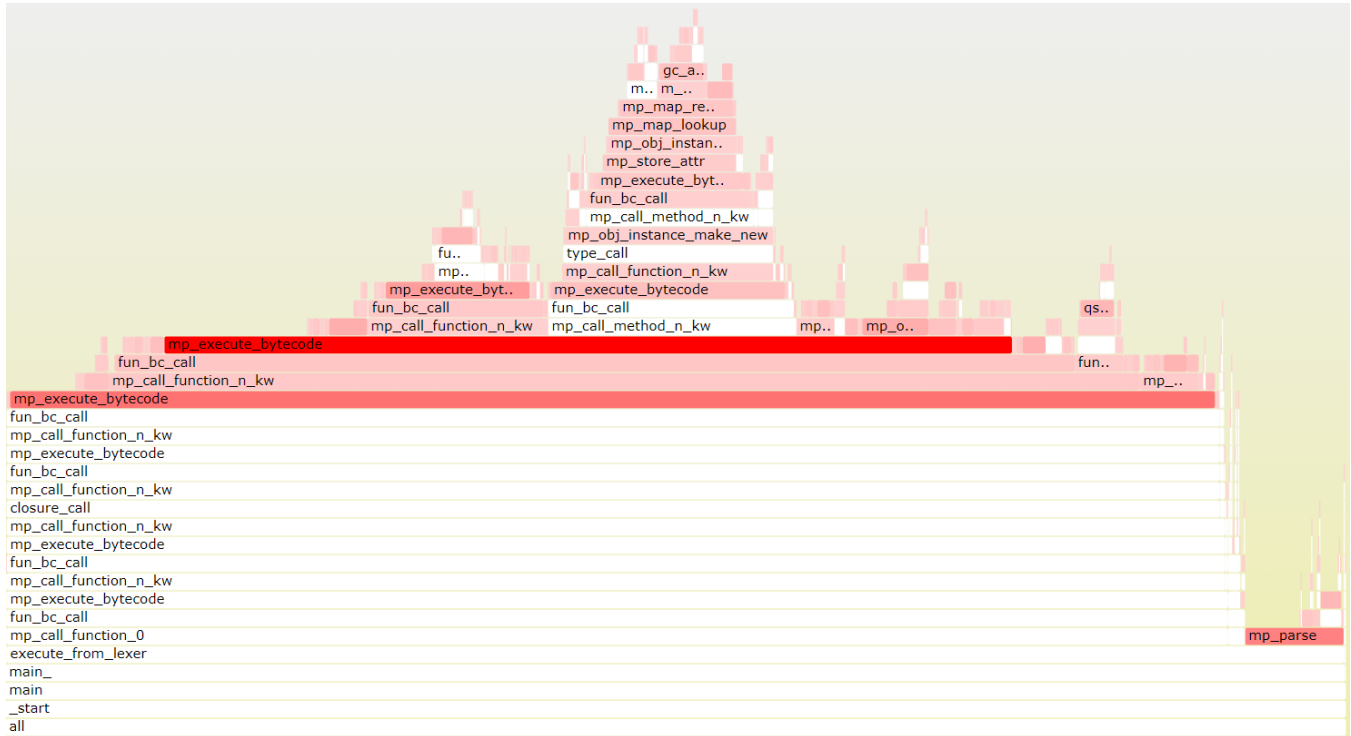 gc_a..
m.. m_..
mp_map_re..
mp_map_lookup
mp_obj_instan..
mp_store_attr
mp_execute_byt..
fun_bc_call
mp_call_method_n_kw
mp_obj_instance_make_new
fu.. type_call
mp.. mp_call_function_n_kw
mp_execute_byt.. mp_execute_bytecode
fun_bc_call fun_bc_call qs..
mp_call_function_n_kw mp_call_method_n_kw mp.. mp_o..
mp_execute_bytecode
fun_bc_call fun..
mp_call_function_n_kw mp_..
mp_execute_bytecode
fun_bc_call
mp_call_function_n_kw
mp_execute_bytecode
fun_bc_call
mp_call_function_n_kw
closure_call
mp_call_function_n_kw
mp_execute_bytecode
fun_bc_call
mp_call_function_n_kw
mp_execute_bytecode
fun_bc_call
mp_call_function_0 mp_parse
execute_from_lexer
main_
main
_start
all